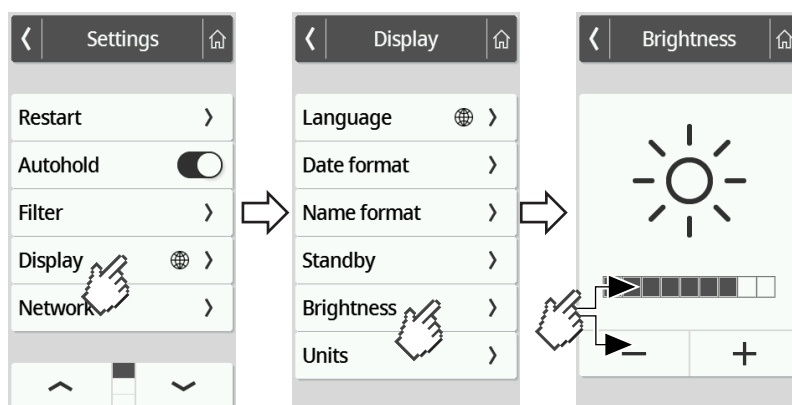 Settings
Restart
Autohold
Filter
Display
Network
Display
Language
Date format
Name format
Standby
Brightness
Units
Brightness